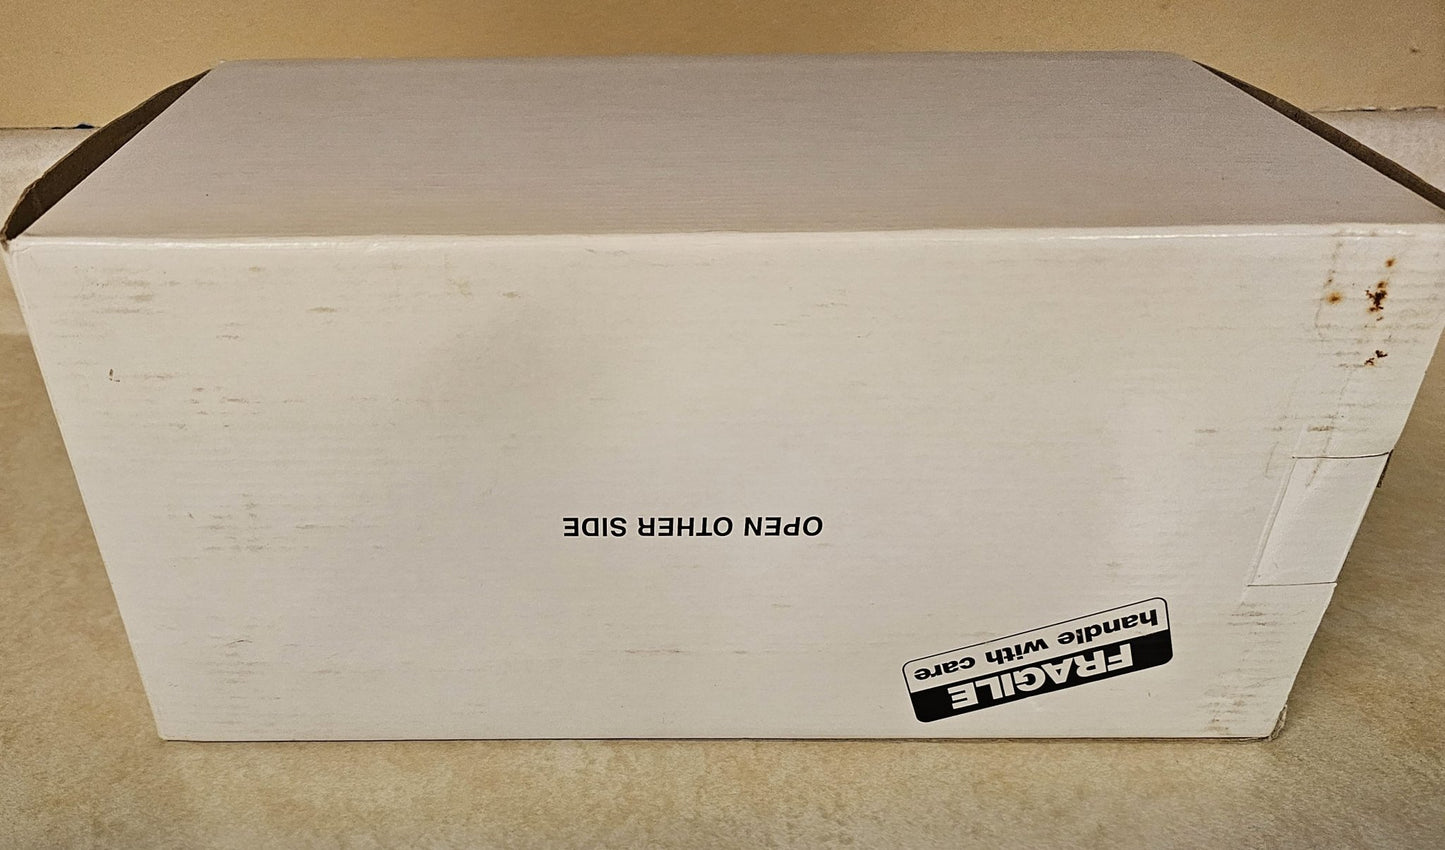 OPEN OTHER SIDE
FRAGILE
handle with care